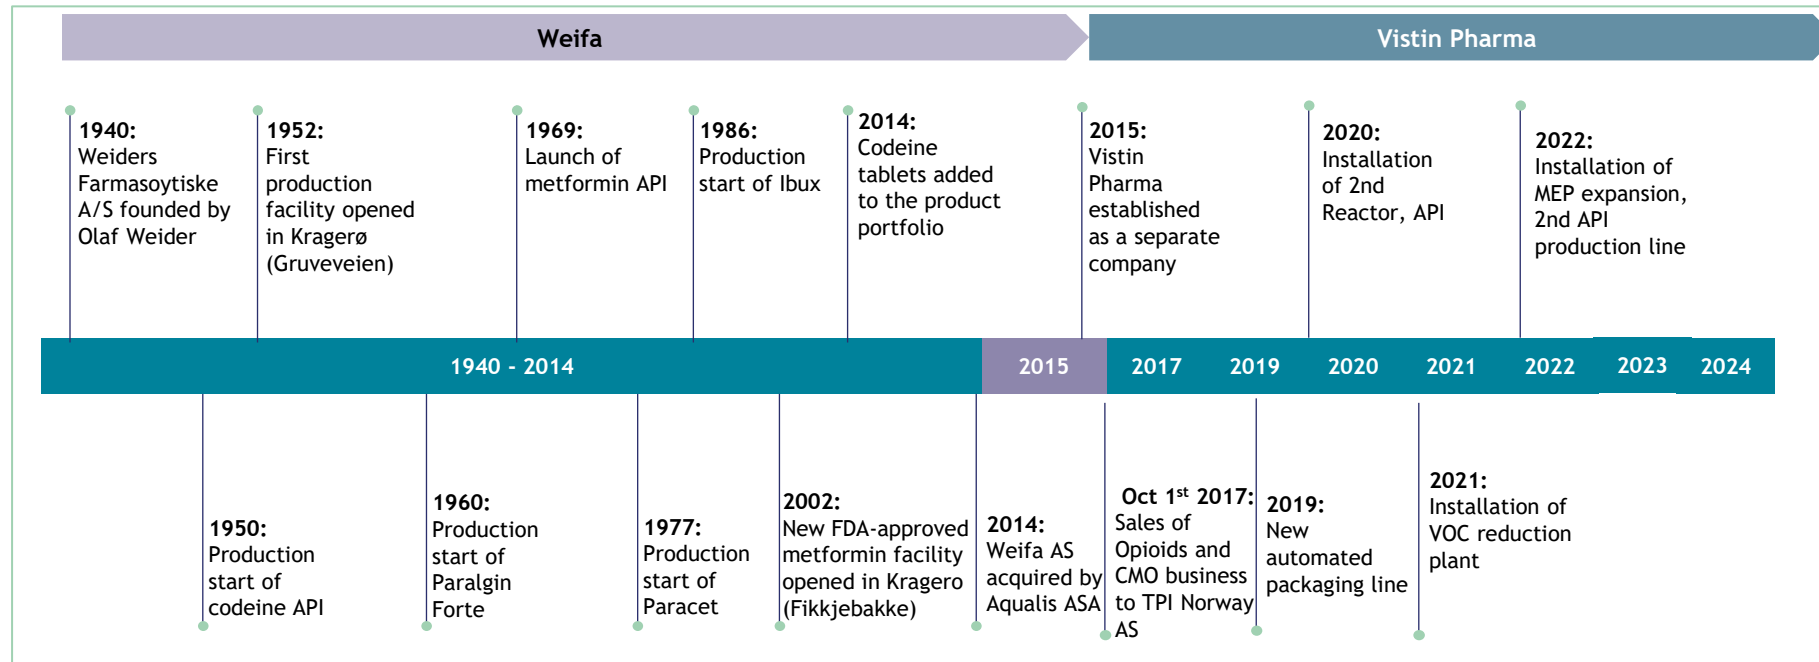 Weifa
Vistin Pharma
1940:
Weiders
Farmasoytiske
A/S founded by
Olaf Weider
1952:
First
production
facility opened
in Kragerø
(Gruveveien)
1969:
Launch of
metformin API
1986:
Production
start of Ibux
2014:
Codeine
tablets added
to the product
portfolio
2015:
Vistin
Pharma
established
as a separate
company
2020:
Installation
of 2nd
Reactor, API
2022:
Installation of
MEP expansion,
2nd API
production line
1940 - 2014
2015
2017
2019
2020
2021
2022
2023
2024
1950:
Production
start of
codeine API
1960:
Production
start of
Paralgin
Forte
1977:
Production
start of
Paracet
2002:
New FDA-approved
metformin facility
opened in Kragero
(Fikkjebakke)
2014:
Weifa AS
acquired by
Aqualis ASA
Oct 1st 2017:
Sales of
Opioids and
CMO business
to TPI Norway
AS
2019:
New
automated
packaging line
2021:
Installation of
VOC reduction
plant